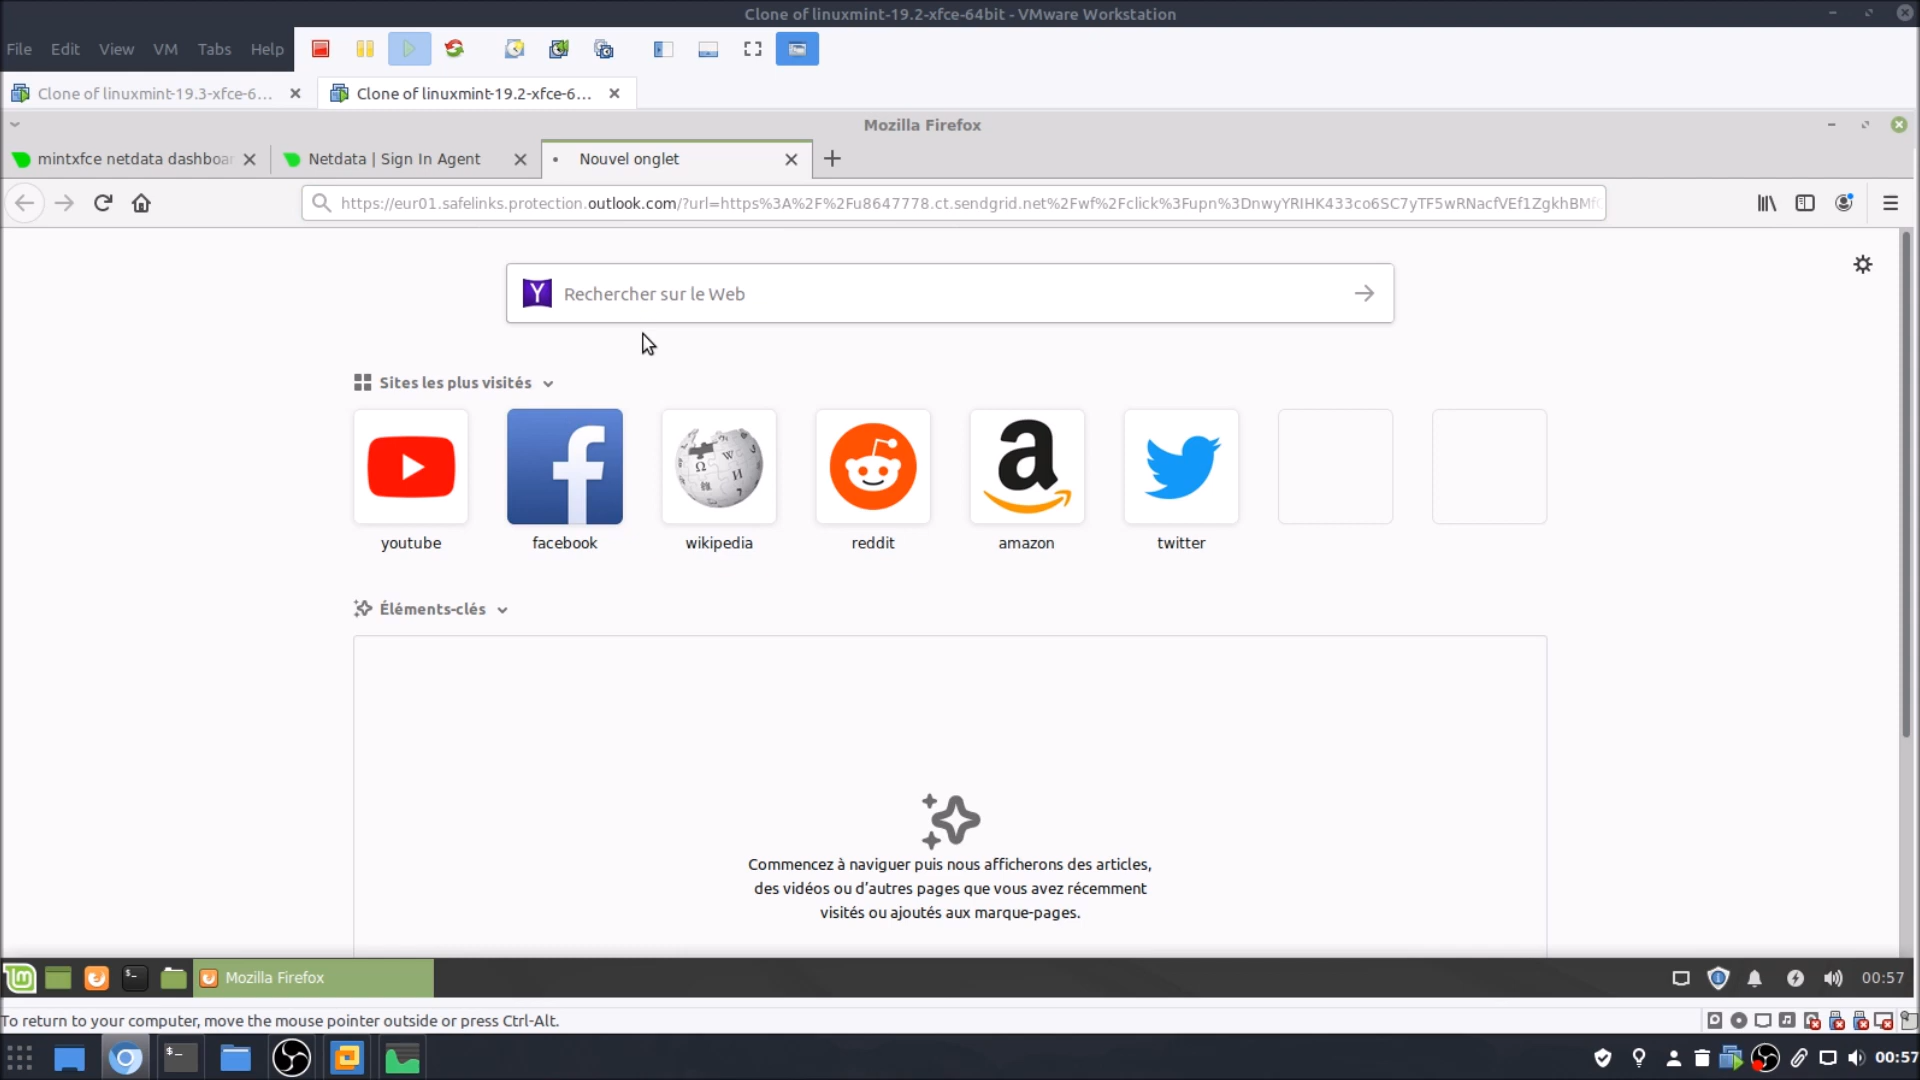 Clone of linuxmint-19.2-xfce-64bit - VMware Workstation
File Edit View VM Tabs Help
Clone of linuxmint-19.3-xfce-6...
Clone of linuxmint-19.2-xfce-6...
Mozilla Firefox
mintxfce netdata dashboar
Netdata | Sign In Agent
Nouvel onglet
https://eur01.safelinks.protection.outlook.com/?url=https%3A%2F%2Fu8647778.ct.sendgrid.net%2Fwf%2Fclick%3Fupn%3DnwyYRIHK433co6SC7yTF5wRNacfVEf1ZgkhBMf
Rechercher sur le Web
Sites les plus visités
youtube facebook wikipedia reddit amazon twitter
Éléments-clés
Commencez à naviguer puis nous afficherons des articles,
des vidéos ou d'autres pages que vous avez récemment
visités ou ajoutés aux marque-pages.
Mozilla Firefox
00:57
To return to your computer, move the mouse pointer outside or press Ctrl-Alt.
00:57